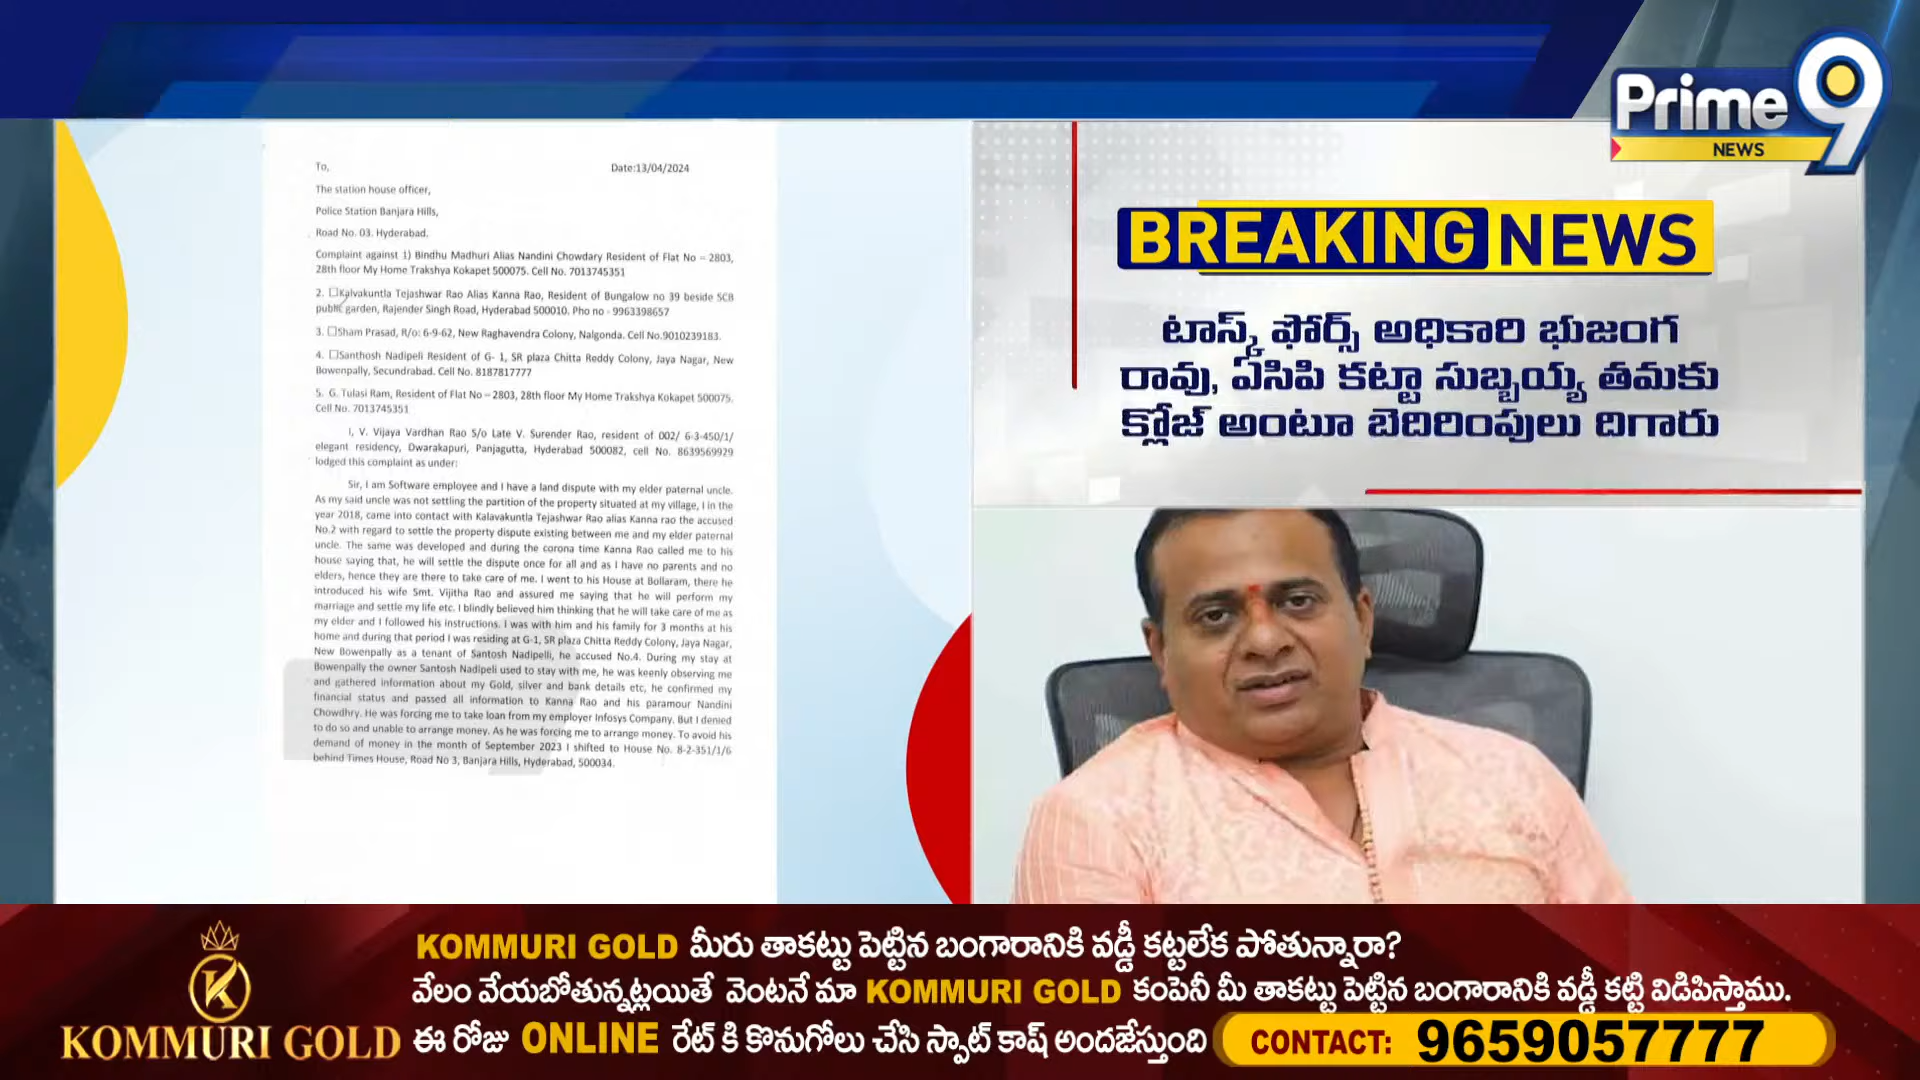 Prime9
NEWS
To,
Date:13/04/2024
The station house officer,
Police Station Banjara Hills,
Road No. 03. Hyderabad.
Complaint against 1) Bindhu Madhuri Alias Nandini Chowdary Resident of Flat No – 2803,
28th floor My Home Trakshya Kokapet 500075. Cell No. 7013745351
2. ☐Kalvakuntla Tejashwar Rao Alias Kanna Rao, Resident of Bungalow no 39 beside SCB
public garden, Rajender Singh Road, Hyderabad 500010. Pho no - 9963398657
3. ☐Sham Prasad, R/o: 6-9-62, New Raghavendra Colony, Nalgonda. Cell No.9010239183.
4. ☐Santhosh Nadipeli Resident of G- 1, SR plaza Chitta Reddy Colony, Jaya Nagar, New
Bowenpally, Secundrabad. Cell No. 8187817777
5. G. Tulasi Ram, Resident of Flat No – 2803, 28th floor My Home Trakshya Kokapet 500075.
Cell No. 7013745351
I, V. Vijaya Vardhan Rao S/o Late V. Surender Rao, resident of 002/ 6-3-450/1/
elegant residency, Dwarakapuri, Panjagutta, Hyderabad 500082, cell No. 8639569929
lodged this complaint as under:
Sir, I am Software employee and I have a land dispute with my elder paternal uncle.
As my said uncle was not settling the partition of the property situated at my village, I in the
year 2018, came into contact with Kalavakuntla Tejashwar Rao alias Kanna rao the accused
No.2 with regard to settle the property dispute existing between me and my elder paternal
uncle. The same was developed and during the corona time Kanna Rao called me to his
house saying that, he will settle the dispute once for all and as I have no parents and no
elders, hence they are there to take care of me. I went to his House at Bollaram, there he
introduced his wife Smt. Vijitha Rao and assured me saying that he will perform my
marriage and settle my life etc. I blindly believed him thinking that he will take care of me as
my elder and I followed his instructions. I was with him and his family for 3 months at his
home and during that period I was residing at G-1, SR plaza Chitta Reddy Colony, Jaya Nagar,
New Bowenpally as a tenant of Santosh Nadipelli, he accused No.4. During my stay at
Bowenpally the owner Santosh Nadipeli used to stay with me, he was keenly observing me
and gathered information about my Gold, silver and bank details etc, he confirmed my
financial status and passed all information to Kanna Rao and his paramour Nandini
Chowdhry. He was forcing me to take loan from my employer Infosys Company. But I denied
to do so and unable to arrange money. As he was forcing me to arrange money. To avoid his
demand of money in the month of September 2023 I shifted to House No. 8-2-351/1/6
behind Times House, Road No 3, Banjara Hills, Hyderabad, 500034.
BREAKING NEWS
టాస్క్ ఫోర్స్ అధికారి భుజంగ
రావు, ఏసిపి కట్టా సుబ్బయ్య తమకు
క్లోజ్ అంటూ బెదిరింపులు దిగారు
KOMMURI GOLD
KOMMURI GOLD మీరు తాకట్టు పెట్టిన బంగారానికి వడ్డీ కట్టలేక పోతున్నారా?
వేలం వేయబోతున్నట్లయితే వెంటనే మా KOMMURI GOLD కంపెనీ మీ తాకట్టు పెట్టిన బంగారానికి వడ్డీ కట్టి విడిపిస్తాము.
ఈ రోజు ONLINE రేట్ కి కొనుగోలు చేసి స్పాట్ కాష్ అందజేస్తుంది CONTACT: 9659057777